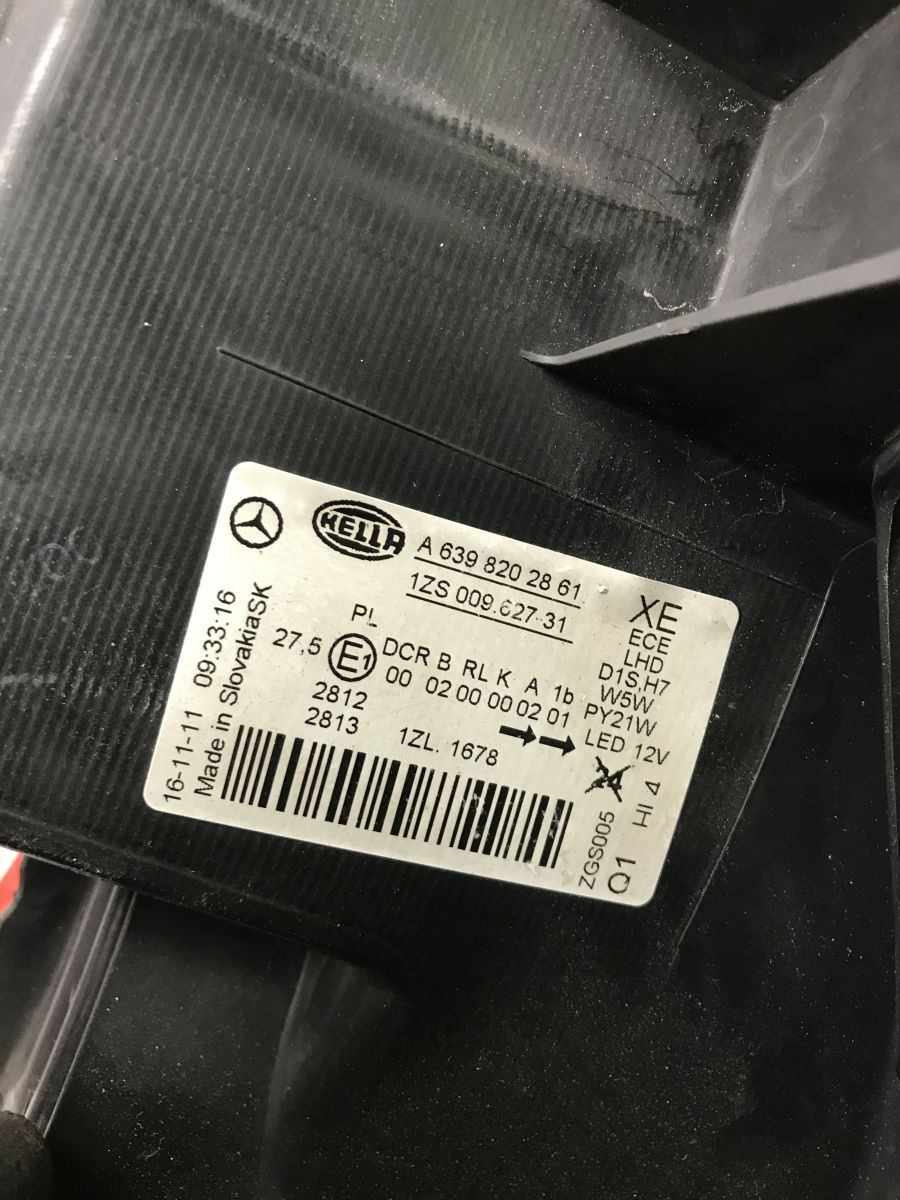 HELLA
A 639 820 28 61
1ZS 009.627-31
XE
ECE
LHD
D1S,H7
W5W
PY21W
LED 12V
PL
27,5 E1 DCR B RL K A 1b
00 02 00 00 02 01
2812
2813
1ZL. 1678
16-11-11 09:33:16
Made in SlovakiaSK
HI 4
ZGS005
Q1